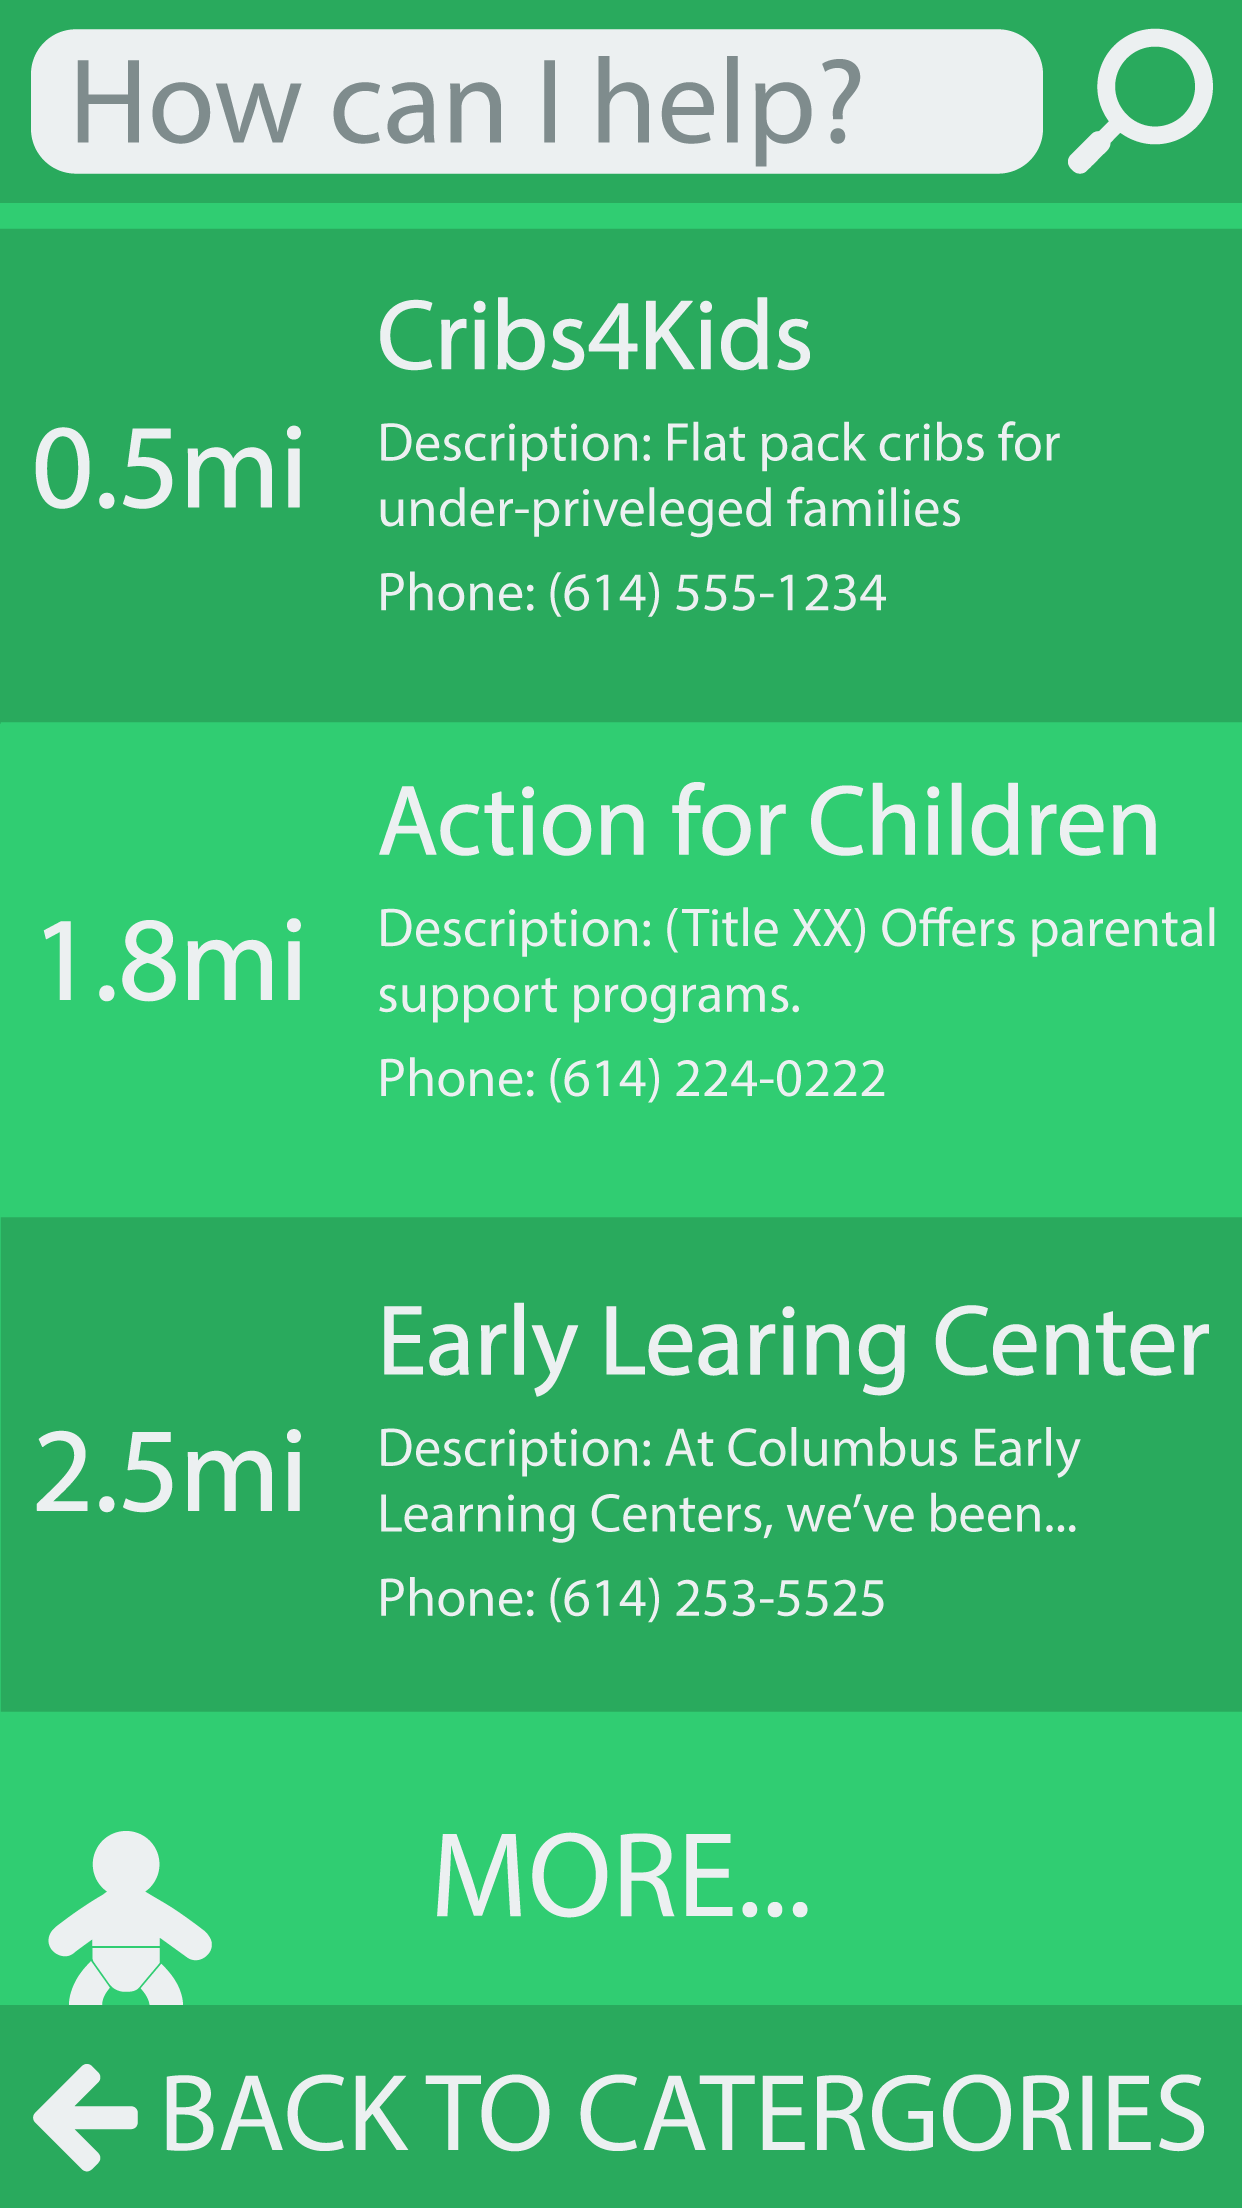 How can I help?
Cribs4Kids
0.5mi
Description: Flat pack cribs for
under-priveleged families
Phone: (614) 555-1234
Action for Children
1.8mi
Description: (Title XX) Offers parental
support programs.
Phone: (614) 224-0222
Early Learing Center
2.5mi
Description: At Columbus Early
Learning Centers, we’ve been...
Phone: (614) 253-5525
MORE...
BACK TO CATERGORIES